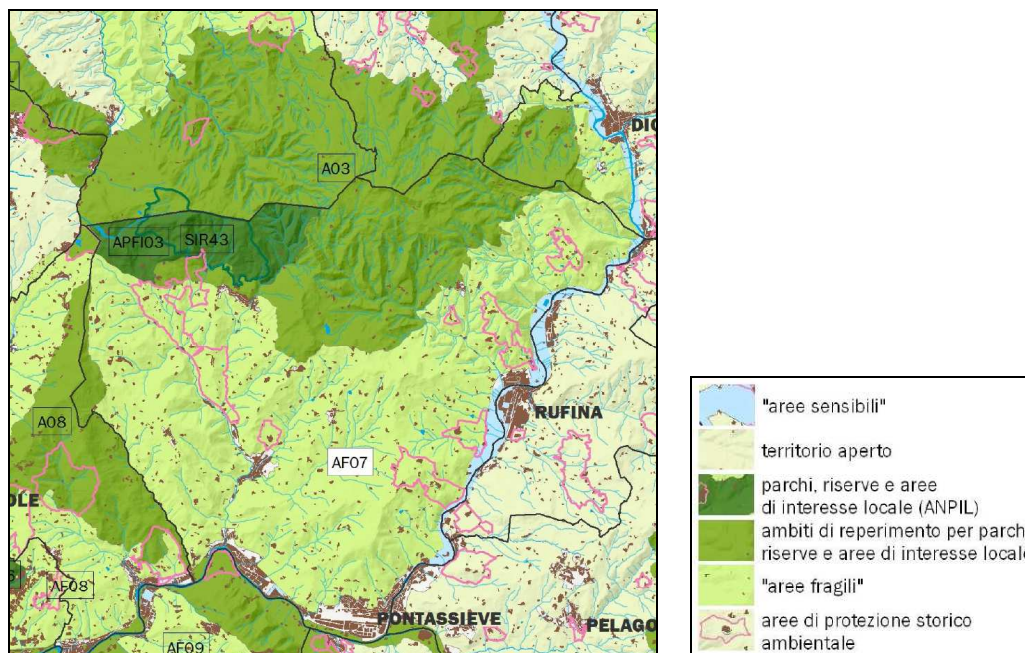 DIC
A03
APFI03
SIR43
A08
RUFINA
AF07
OLE
AF08
PONTASSIEVE
PELAGO
AF09
"aree sensibili"
territorio aperto
parchi, riserve e aree
di interesse locale (ANPIL)
ambiti di reperimento per parch
riserve e aree di interesse locale
"aree fragili"
aree di protezione storico
ambientale